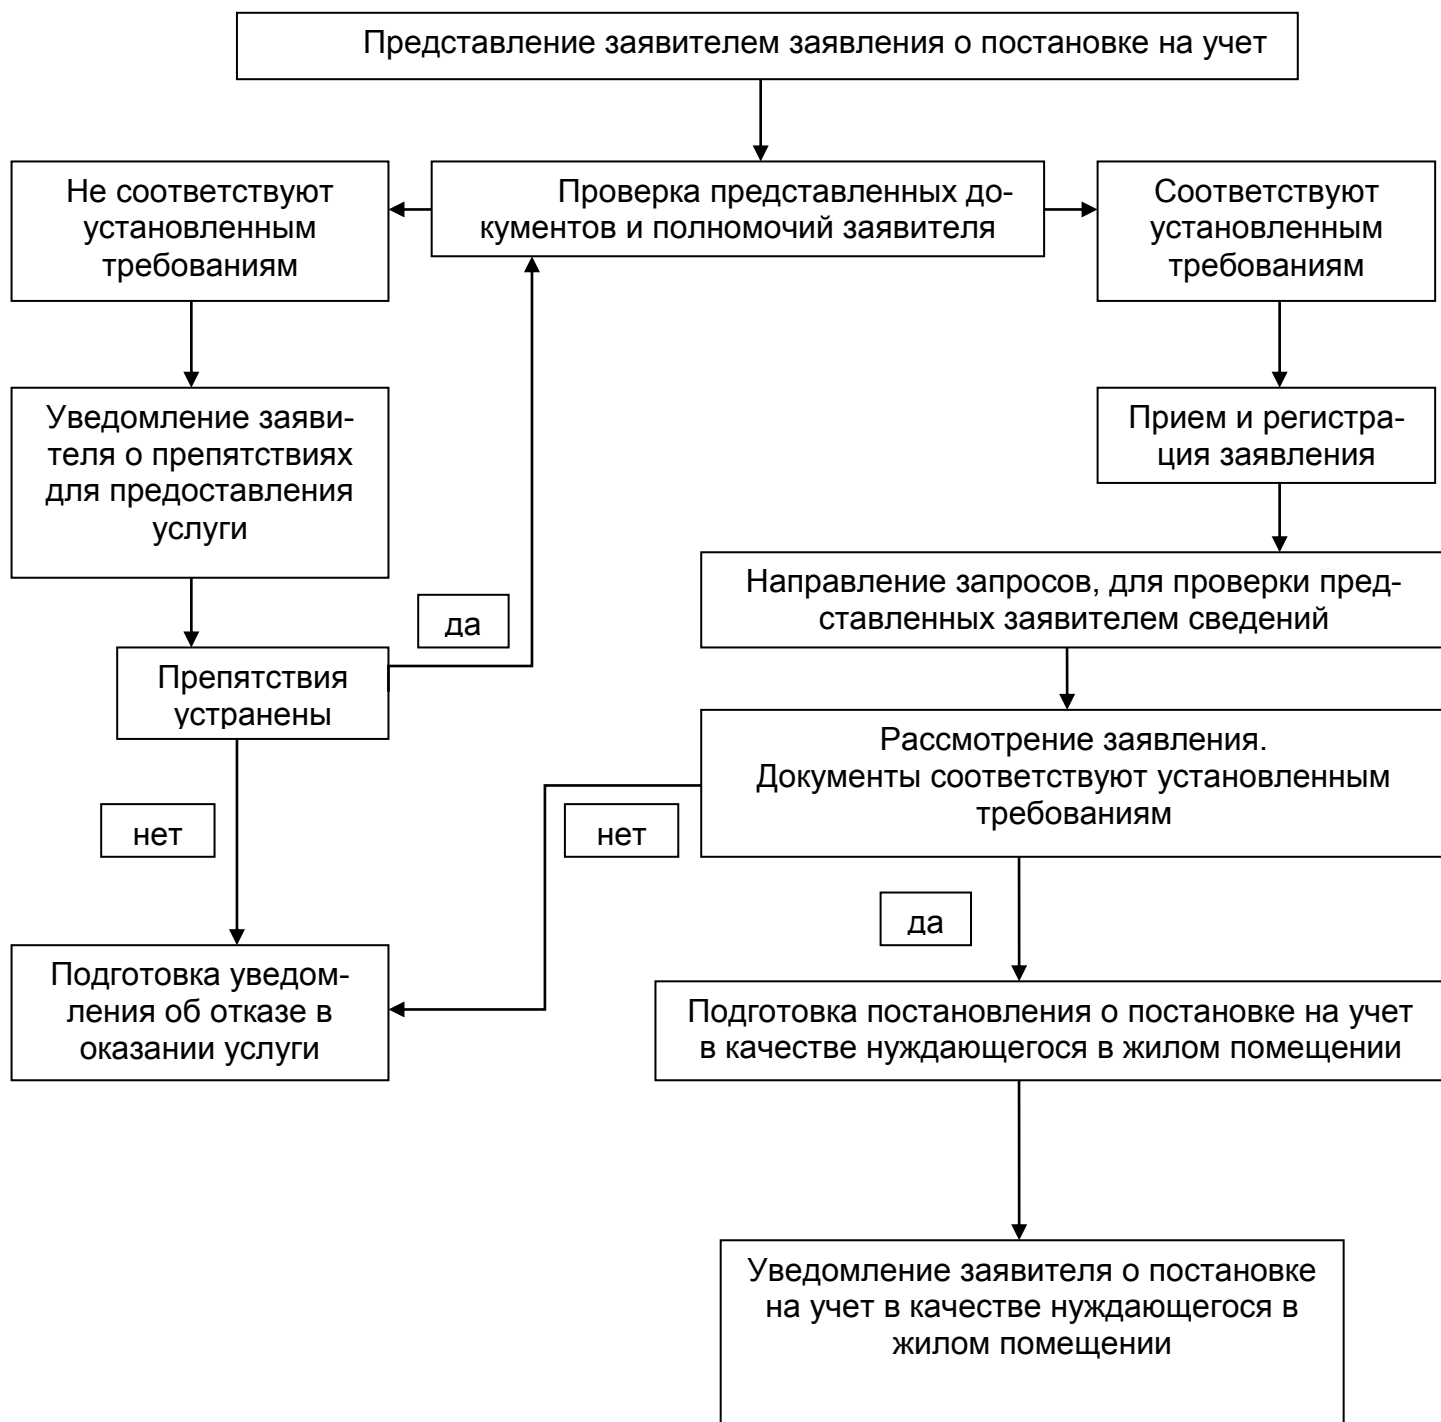 Представление заявителем заявления о постановке на учет
Не соответствуют
установленным
требованиям
Проверка представленных до-
кументов и полномочий заявителя
Соответствуют
установленным
требованиям
Уведомление заяви-
теля о препятствиях
для предоставления
услуги
Прием и регистра-
ция заявления
Направление запросов, для проверки пред-
ставленных заявителем сведений
да
Препятствия
устранены
Рассмотрение заявления.
Документы соответствуют установленным
требованиям
нет
нет
да
Подготовка уведом-
ления об отказе в
оказании услуги
Подготовка постановления о постановке на учет
в качестве нуждающегося в жилом помещении
Уведомление заявителя о постановке
на учет в качестве нуждающегося в
жилом помещении